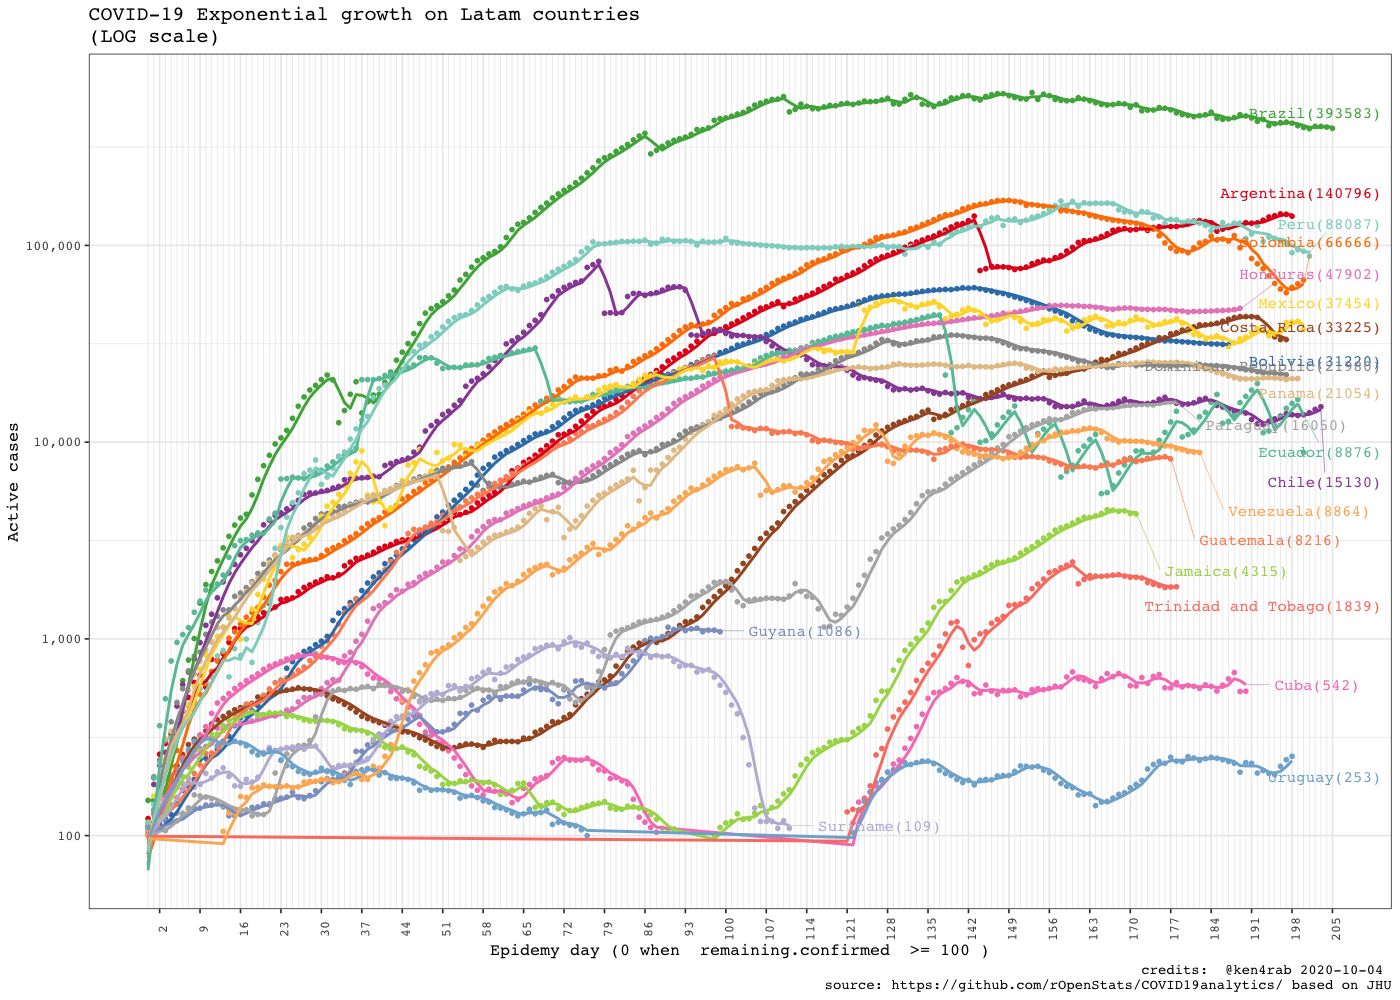 COVID-19 Exponential growth on Latam countries
(LOG scale)
Active cases
100,000
10,000
1,000
100
Brazil(393583)
Argentina(140796)
Peru(88087)
Colombia(66666)
Honduras(47902)
Mexico(37454)
Costa Rica(33225)
Bolivia(31220)
Panama(21054)
Paraguay(16050)
Ecuador(8876)
Chile(15130)
Venezuela(8864)
Guatemala(8216)
Jamaica(4315)
Trinidad and Tobago(1839)
Guyana(1086)
Cuba(542)
Uruguay(253)
Suriname(109)
2 9 16 23 30 37 44 51 58 65 72 79 86 93 100 107 114 121 128 135 142 149 156 163 170 177 184 191 198 205
Epidemy day (0 when remaining.confirmed >= 100 )
credits: @ken4rab 2020-10-04
source: https://github.com/rOpenStats/COVID19analytics/ based on JHU